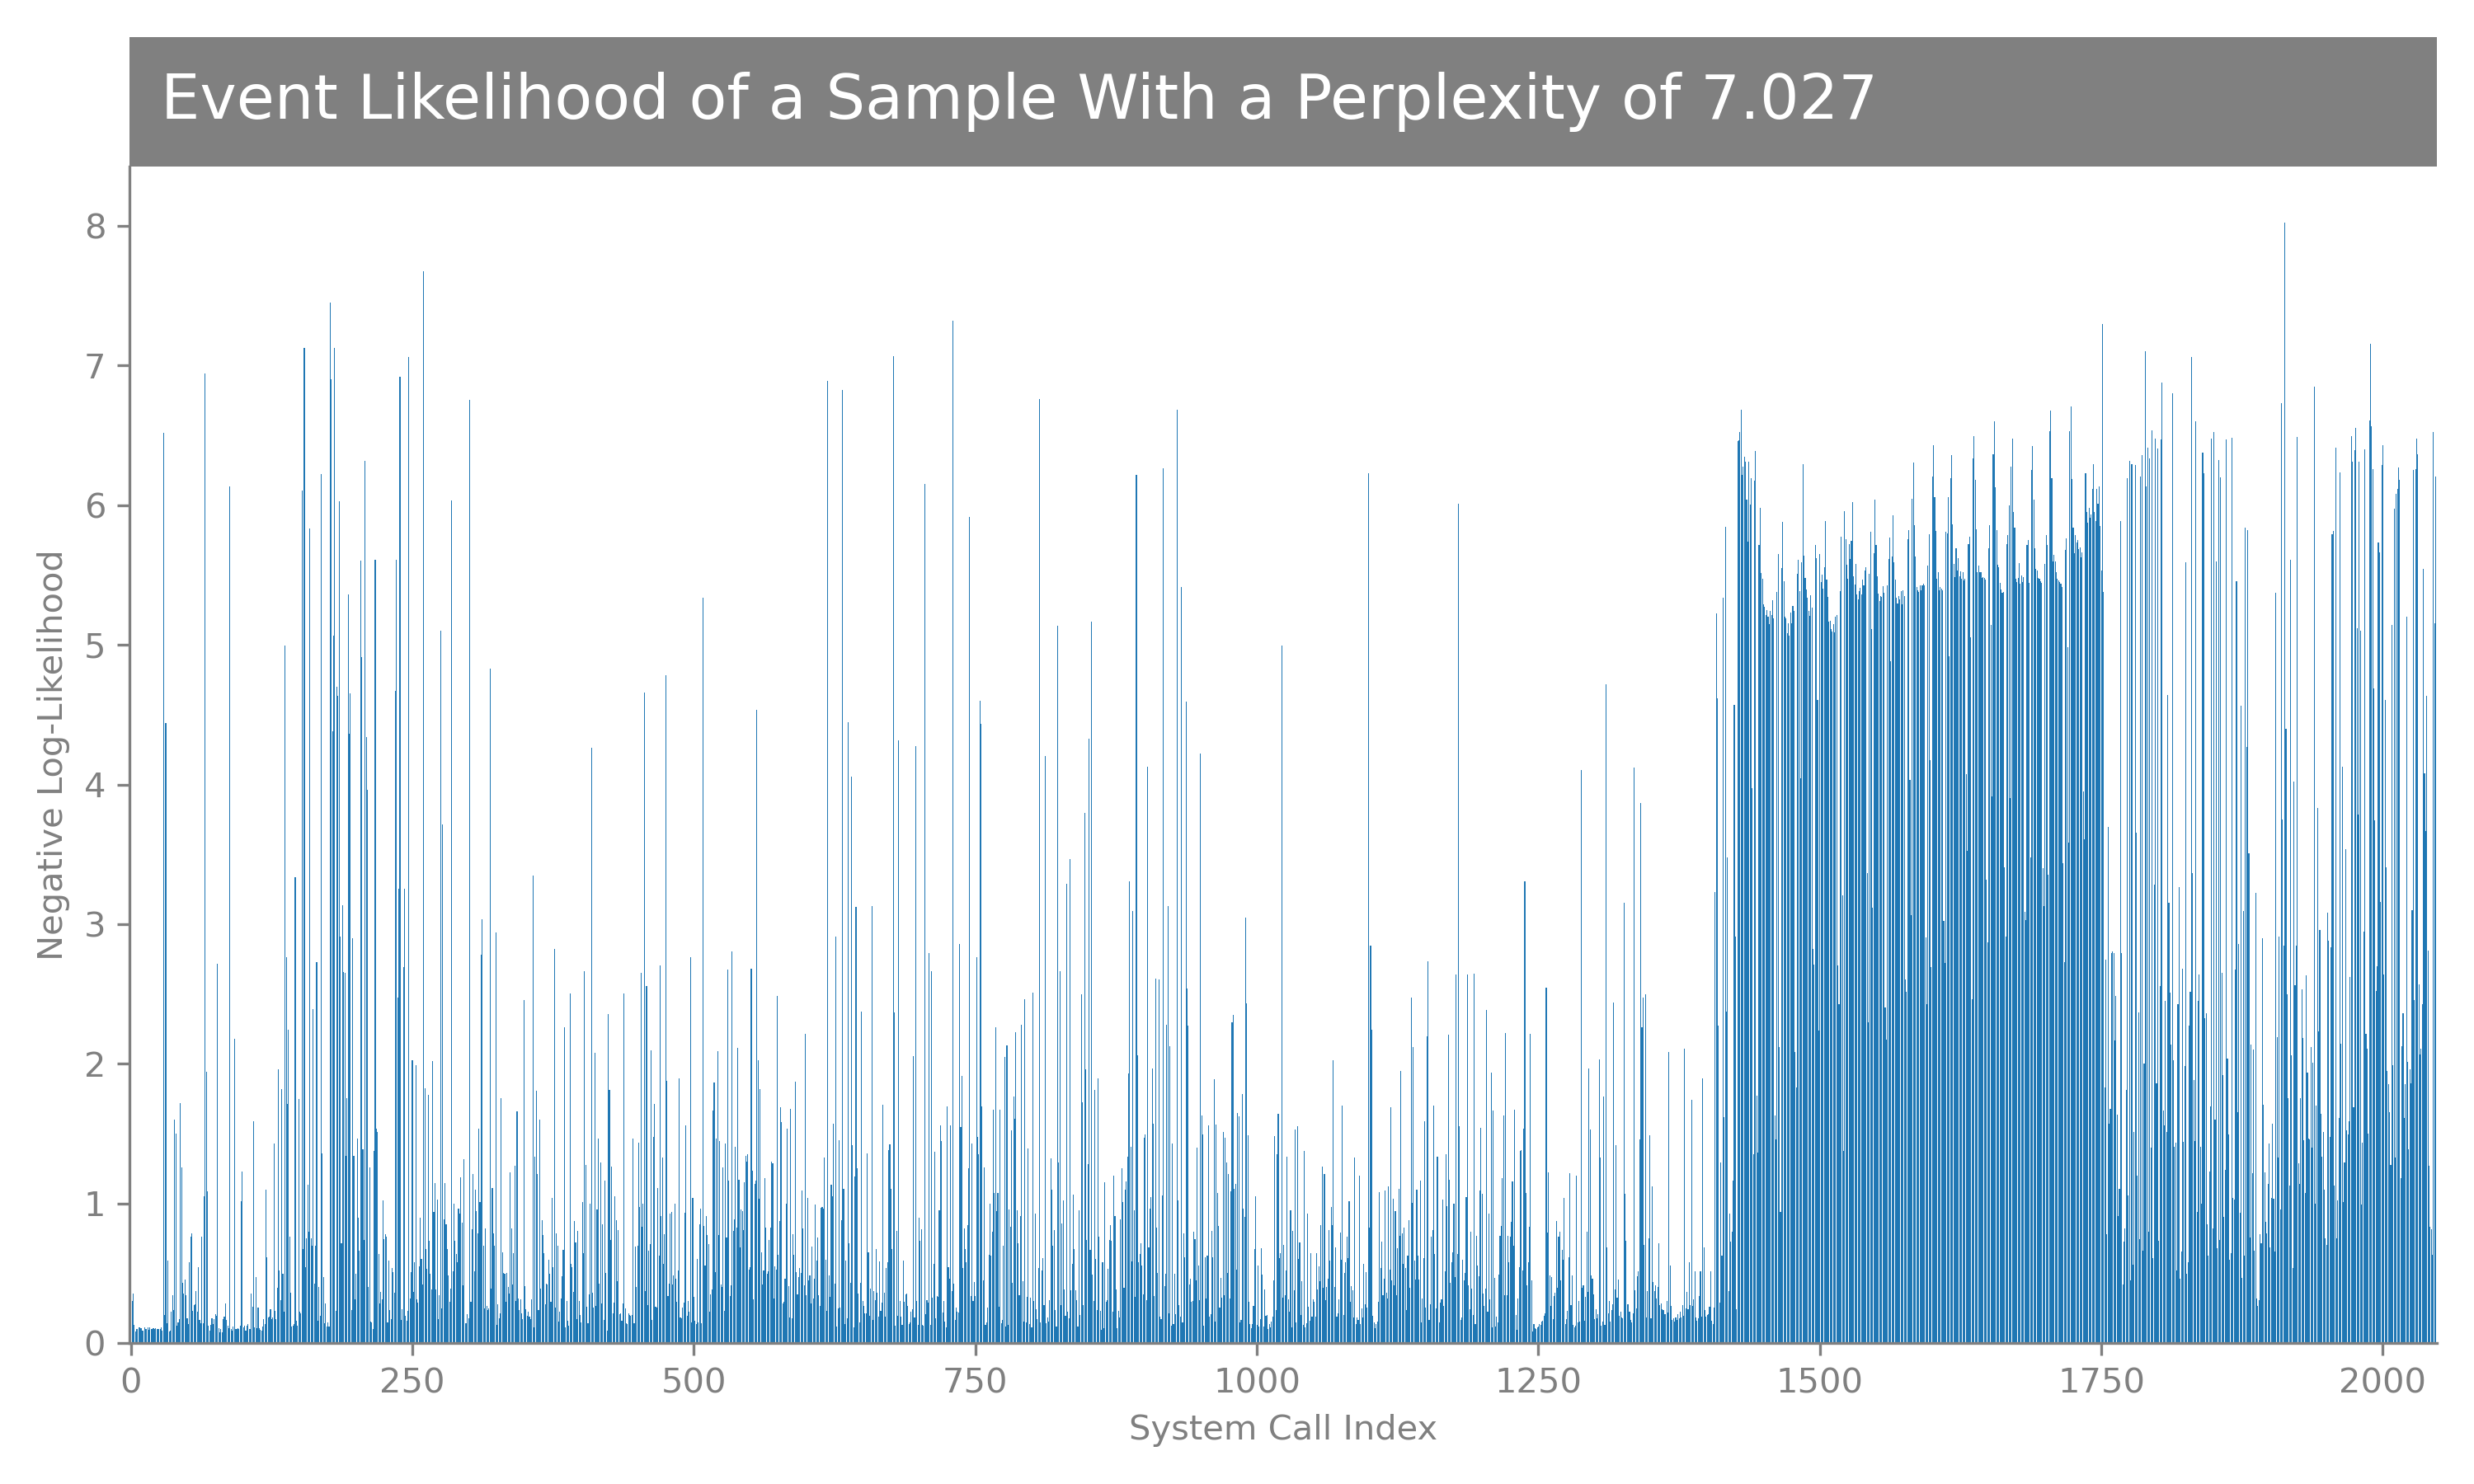 Event Likelihood of a Sample With a Perplexity of 7.027
8
7
6
5
4
3
2
1
0
Negative Log-Likelihood
0 250 500 750 1000 1250 1500 1750 2000
System Call Index